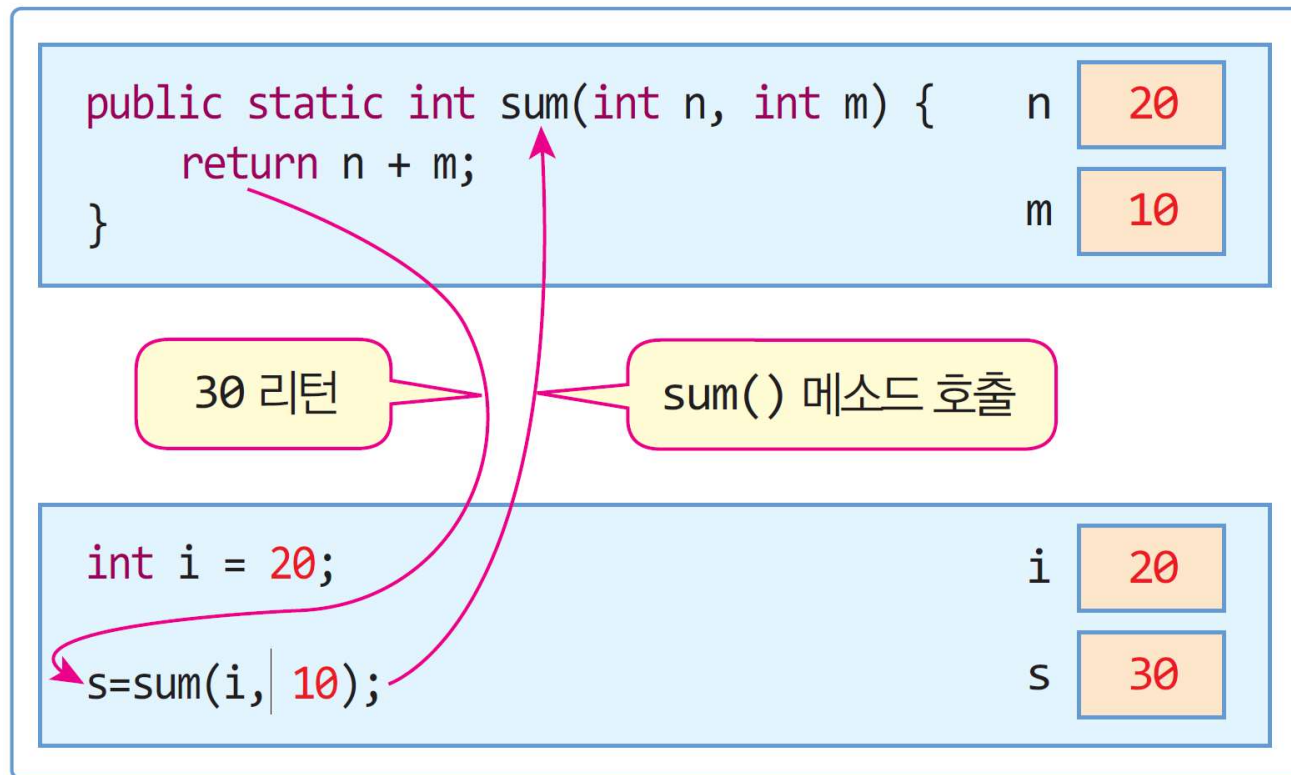 public static int sum(int n, int m) { n 20
return n + m;
} m 10
30 리턴
sum() 메소드 호출
int i = 20; i 20
s=sum(i, 10); s 30